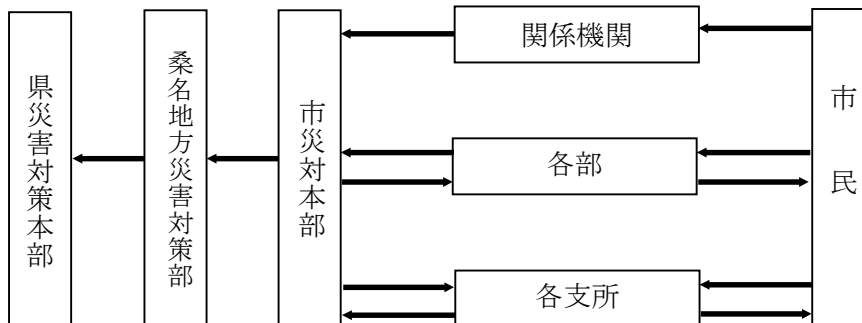 県災害対策本部
桑名地方災害対策部
市災対本部
関係機関
各部
各支所
市民